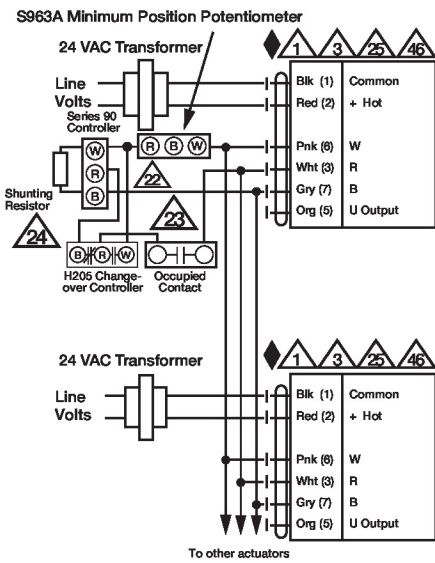 S963A Minimum Position Potentiometer
24 VAC Transformer
1 3 25 46
Line
Volts
Blk (1) Common
Red (2) + Hot
Series 90
Controller
W
R
B
R B W
22
Pnk (6) W
Wht (3) R
Gry (7) B
Org (5) U Output
Shunting
Resistor
24
23
B R W
H205 Change-
over Controller
Occupied
Contact
24 VAC Transformer
1 3 25 46
Line
Volts
Blk (1) Common
Red (2) + Hot
Pnk (6) W
Wht (3) R
Gry (7) B
Org (5) U Output
To other actuators